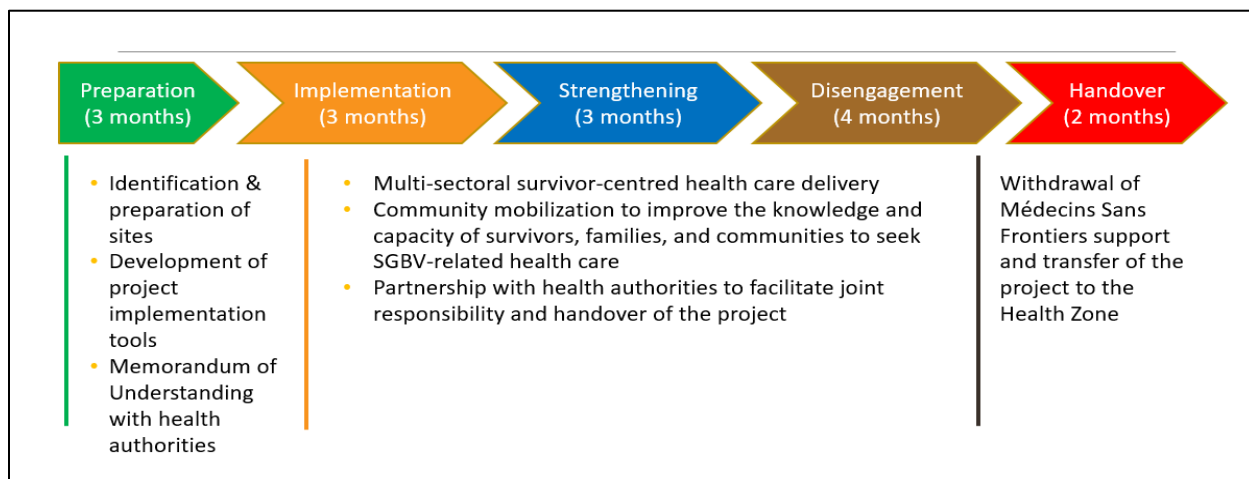 Preparation
(3 months)
Implementation
(3 months)
Strengthening
(3 months)
Disengagement
(4 months)
Handover
(2 months)
• Identification &
preparation of
sites
• Development of
project
implementation
tools
• Memorandum of
Understanding
with health
authorities
• Multi-sectoral survivor-centred health care delivery
• Community mobilization to improve the knowledge and
capacity of survivors, families, and communities to seek
SGBV-related health care
• Partnership with health authorities to facilitate joint
responsibility and handover of the project
Withdrawal of
Médecins Sans
Frontiers support
and transfer of the
project to the
Health Zone